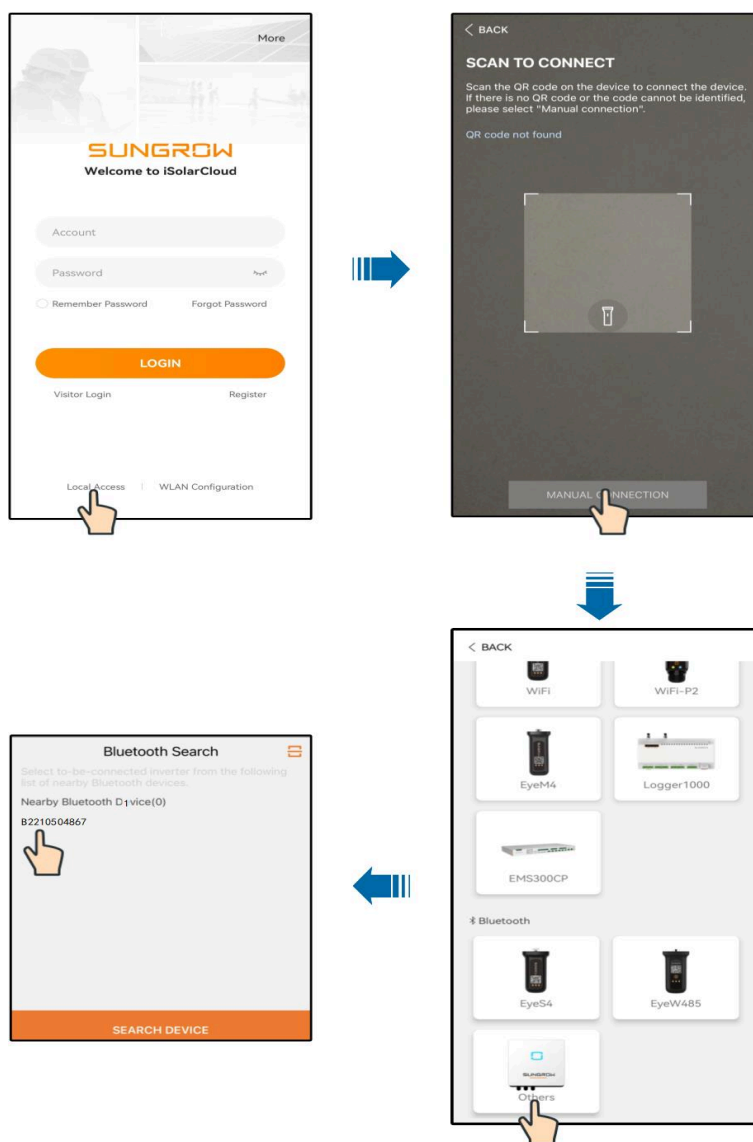 More
SUNGROW
Welcome to iSolarCloud
Account
Password
Remember Password Forgot Password
LOGIN
Visitor Login Register
Local Access WLAN Configuration
< BACK
SCAN TO CONNECT
Scan the QR code on the device to connect the device.
If there is no QR code or the code cannot be identified,
please select "Manual connection".
QR code not found
MANUAL CONNECTION
< BACK
WiFi WiFi-P2
EyeM4 Logger1000
EMS300CP
Bluetooth
EyeS4 EyeW485
SUNGROW
Others
Bluetooth Search
Select to-be-connected inverter from the following
list of nearby Bluetooth devices.
Nearby Bluetooth D1vice(0)
B2210504867
SEARCH DEVICE